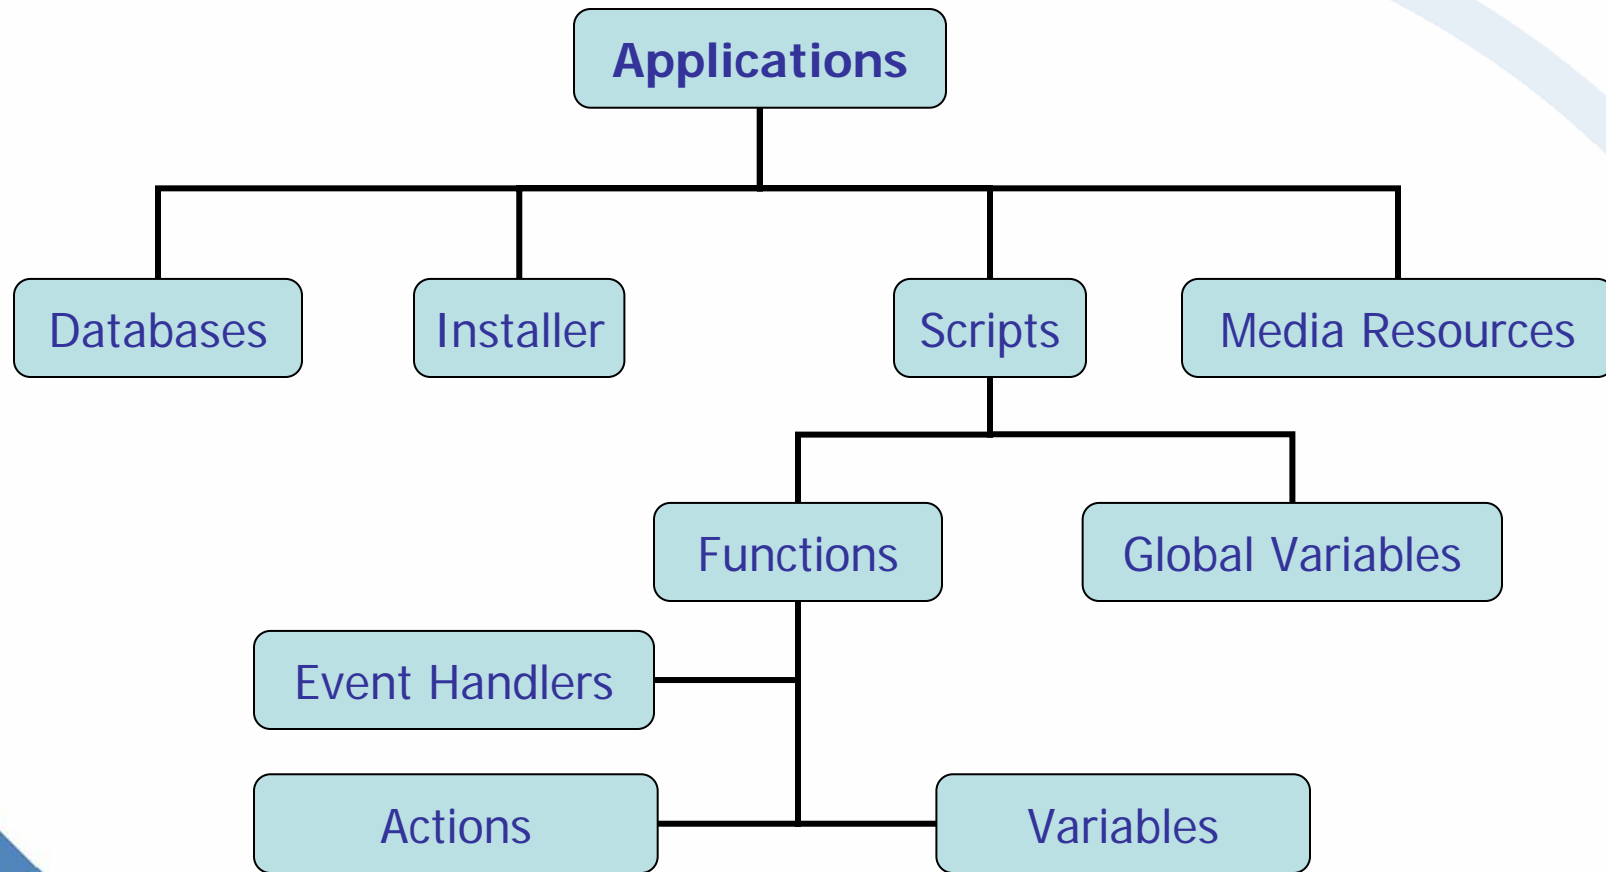 Applications
Databases
Installer
Scripts
Media Resources
Functions
Global Variables
Event Handlers
Actions
Variables